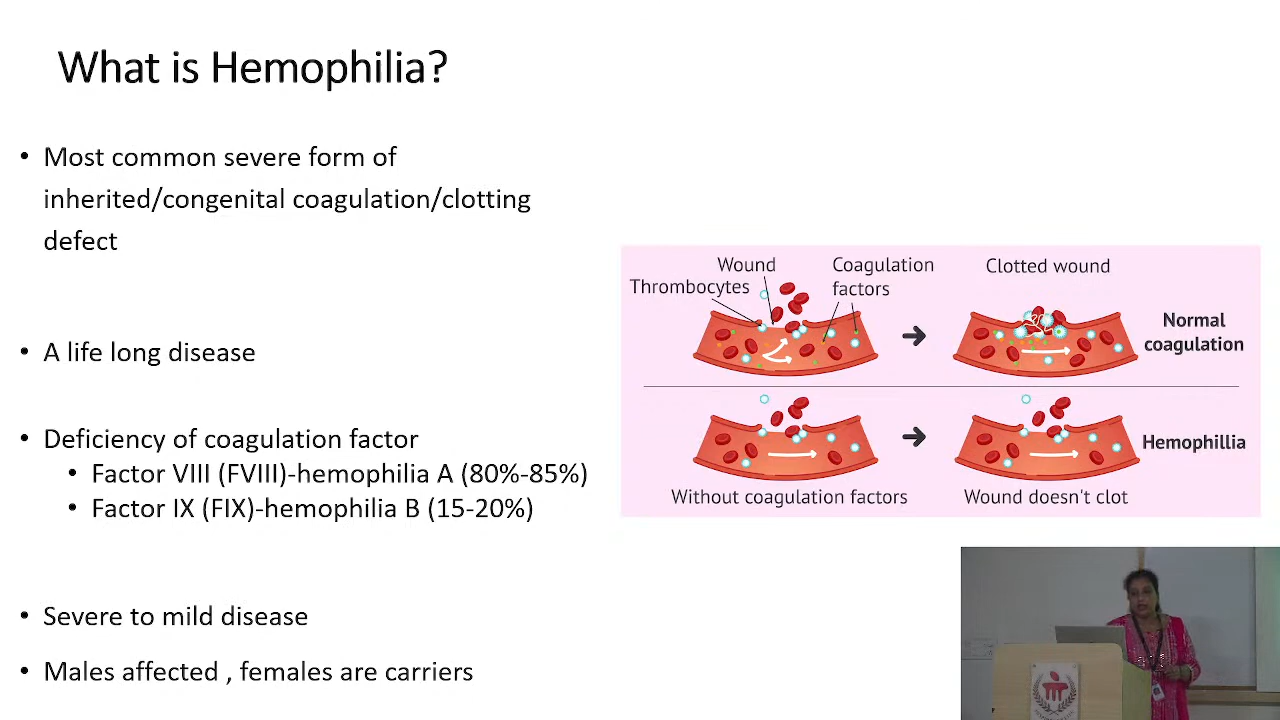 What is Hemophilia?
• Most common severe form of
inherited/congenital coagulation/clotting
defect
• A life long disease
• Deficiency of coagulation factor
• Factor VIII (FVIII)-hemophilia A (80%-85%)
• Factor IX (FIX)-hemophilia B (15-20%)
• Severe to mild disease
• Males affected , females are carriers
Wound
Thrombocytes
Coagulation
factors
Clotted wound
Normal
coagulation
Hemophillia
Without coagulation factors
Wound doesn't clot